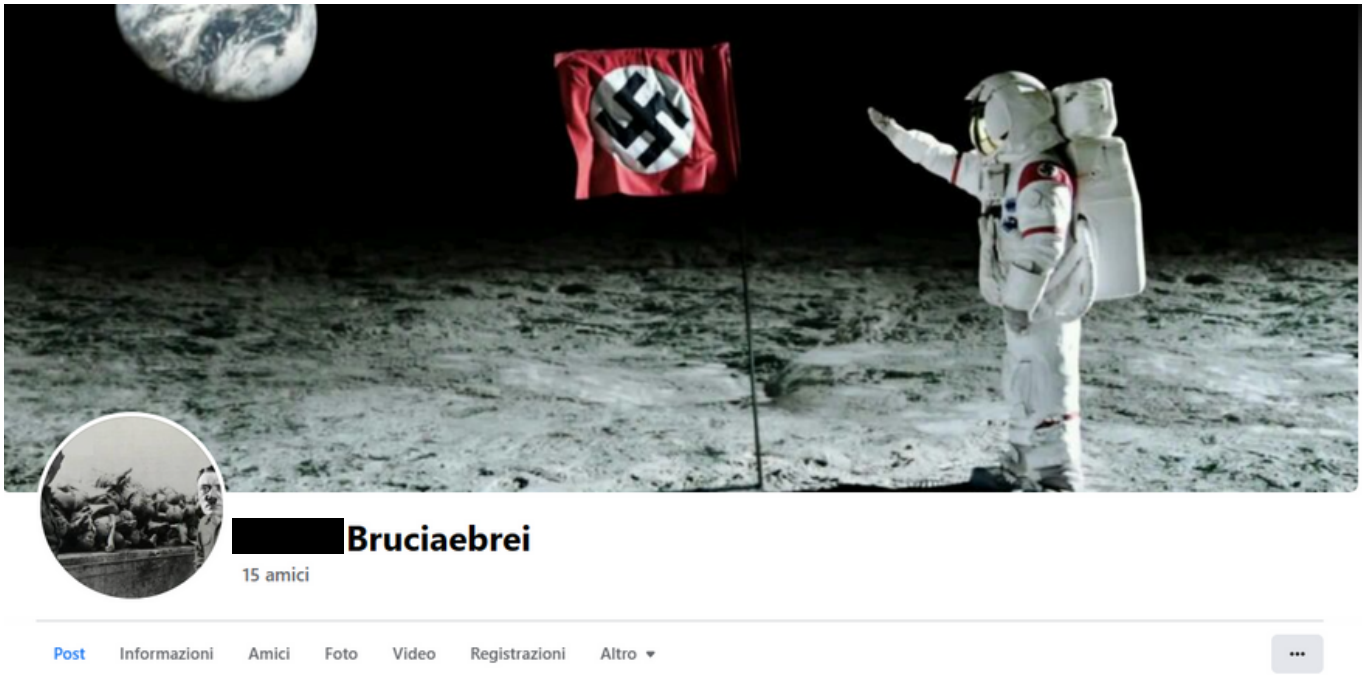 Bruciaebrei
15 amici
Post Informazioni Amici Foto Video Registrazioni Altro